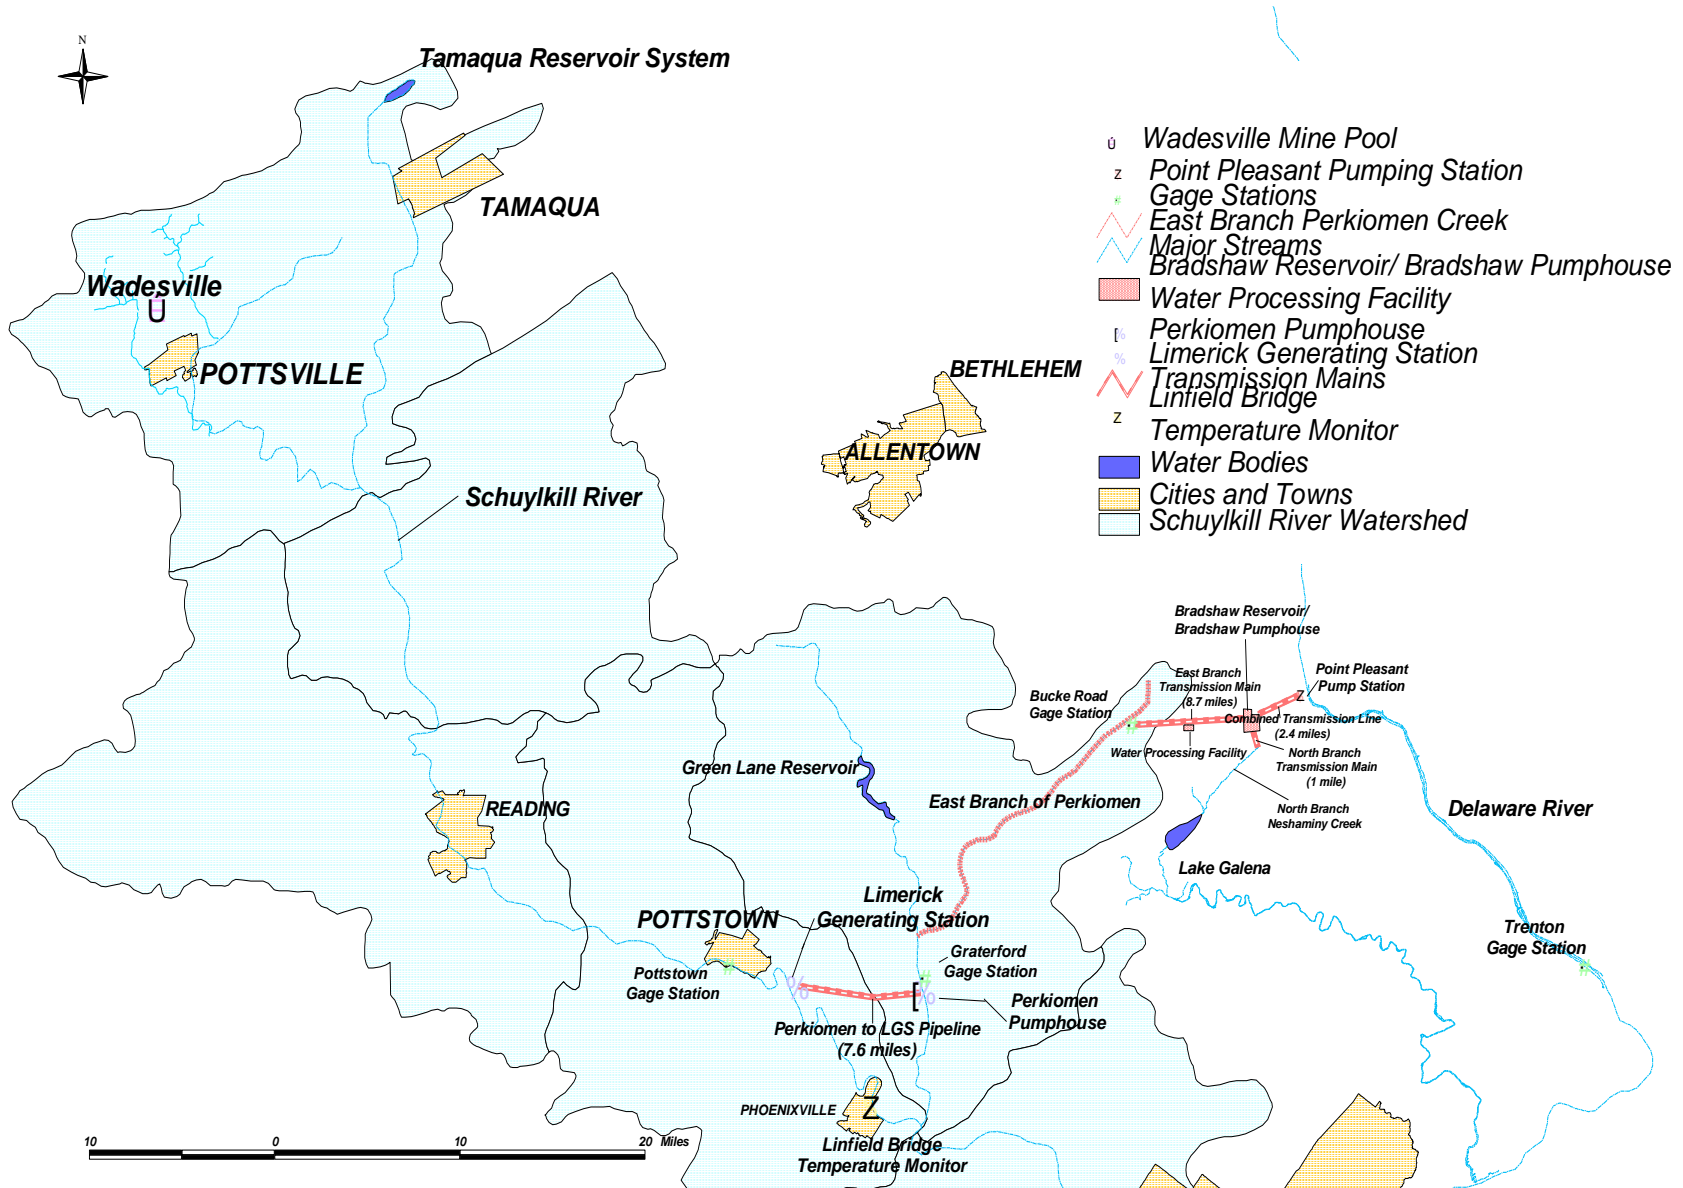 N
Tamaqua Reservoir System
TAMAQUA
Wadesville
Ú
POTTSVILLE
Schuylkill River
BETHLEHEM
ALLENTOWN
Ú Wadesville Mine Pool
Z Point Pleasant Pumping Station
# Gage Stations
East Branch Perkiomen Creek
Major Streams
Bradshaw Reservoir/ Bradshaw Pumphouse
Water Processing Facility
[% Perkiomen Pumphouse
% Limerick Generating Station
Transmission Mains
Linfield Bridge
Z Temperature Monitor
Water Bodies
Cities and Towns
Schuylkill River Watershed
Bradshaw Reservoir/
Bradshaw Pumphouse
Point Pleasant
Pump Station
Z
East Branch
Transmission Main
(8.7 miles)
Bucke Road
Gage Station
#
Combined Transmission Line
(2.4 miles)
Water Processing Facility
North Branch
Transmission Main
(1 mile)
Green Lane Reservoir
East Branch of Perkiomen
North Branch
Neshaminy Creek
Delaware River
READING
Lake Galena
Limerick
Generating Station
POTTSTOWN
Trenton
Gage Station
#
Graterford
Gage Station
#
Pottstown
Gage Station
#
%
[%
Perkiomen
Pumphouse
Perkiomen to LGS Pipeline
(7.6 miles)
PHOENIXVILLE
Z
Linfield Bridge
Temperature Monitor
10 0 10 20 Miles